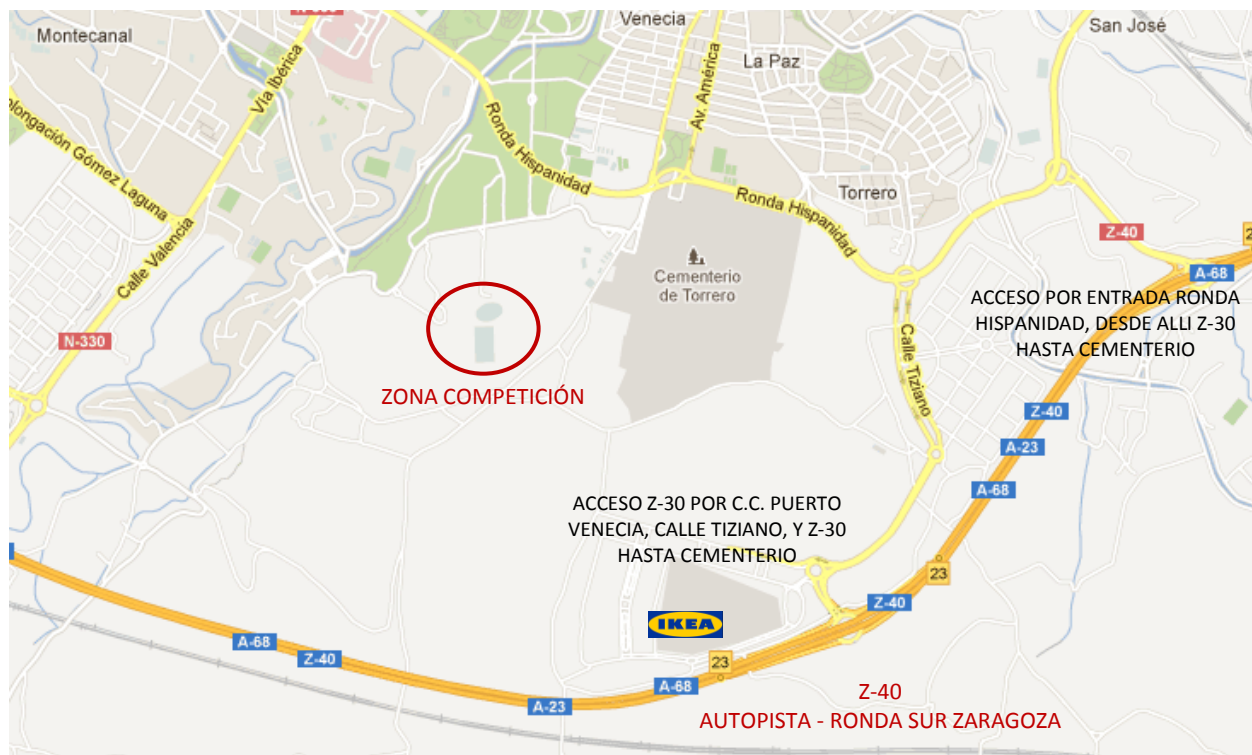 N-330
Venecia
San José
Montecanal
La Paz
Vía Ibérica
Av. América
Ronda Hispanidad
olongación Gómez Laguna
Ronda Hispanidad
Torrero
Calle Valencia
Z-40
A-68
Cementerio
de Torrero
ACCESO POR ENTRADA RONDA
HISPANIDAD, DESDE ALLI Z-30
HASTA CEMENTERIO
N-330
Calle Tiziano
ZONA COMPETICIÓN
Z-40
A-23
A-68
ACCESO Z-30 POR C.C. PUERTO
VENECIA, CALLE TIZIANO, Y Z-30
HASTA CEMENTERIO
23
Z-40
IKEA
A-68
Z-40
23
A-68
A-23
Z-40
AUTOPISTA - RONDA SUR ZARAGOZA